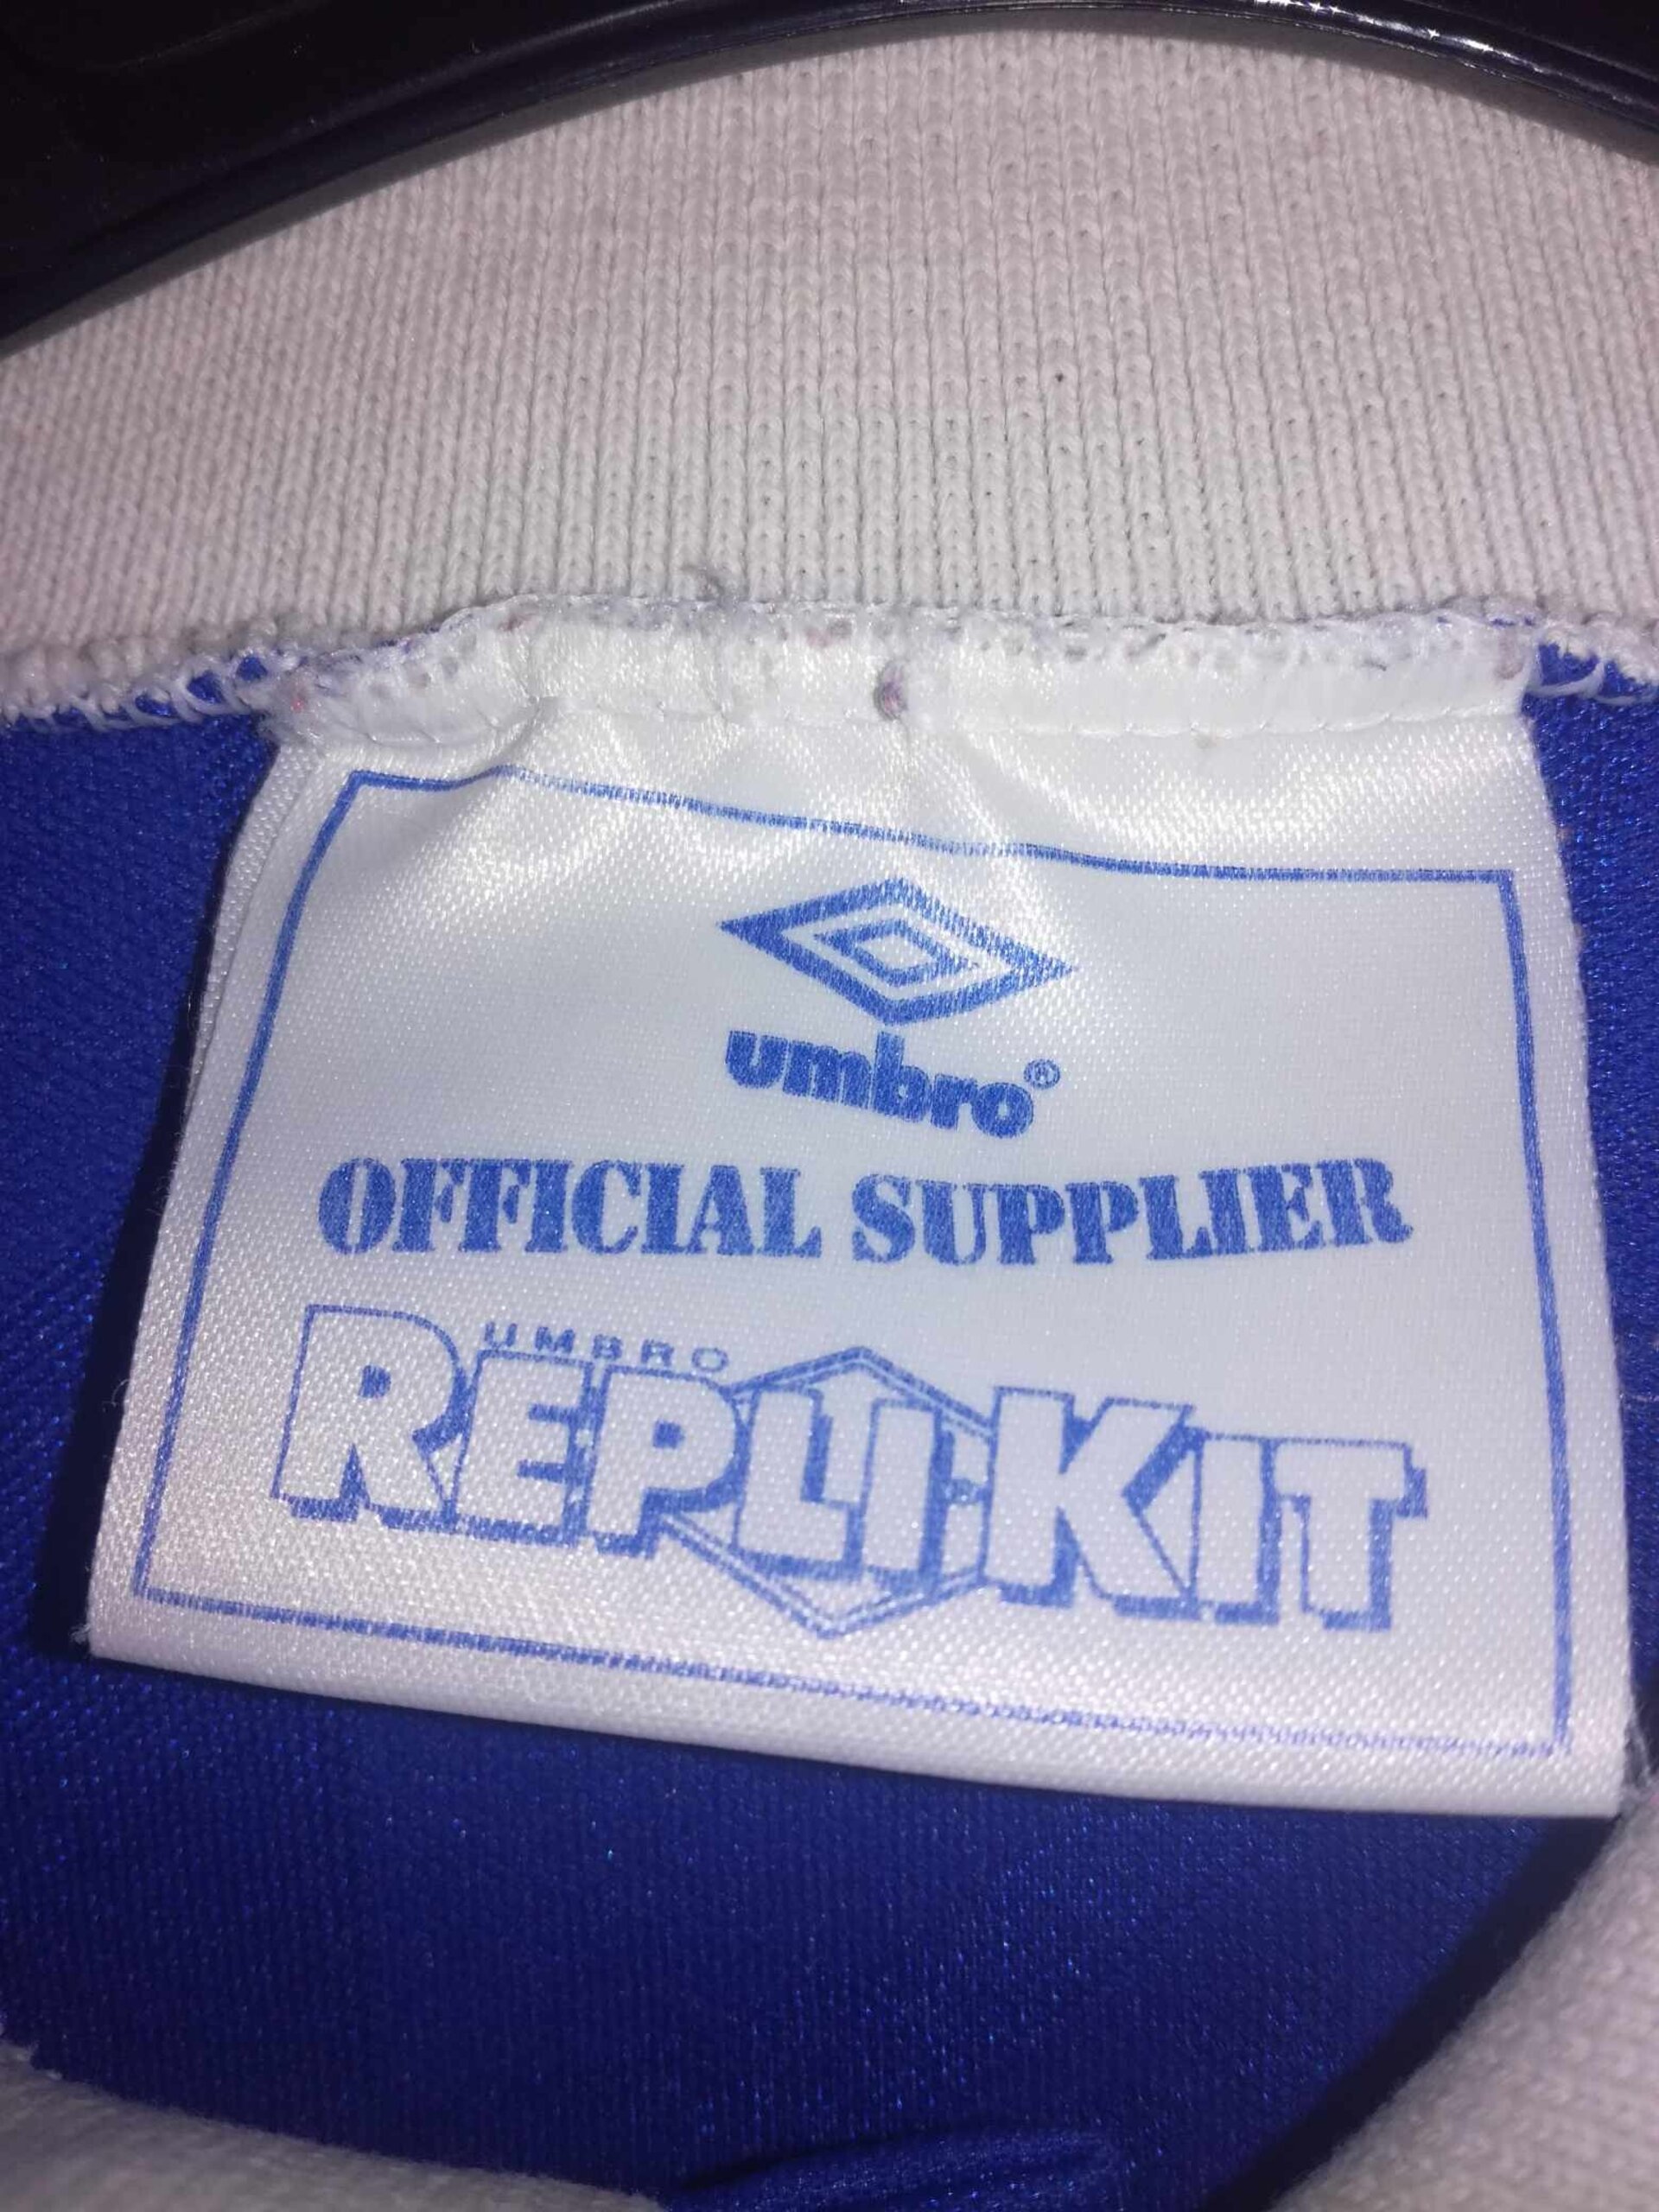 umbro®
OFFICIAL SUPPLIER
UMBRO
REPLI-KIT